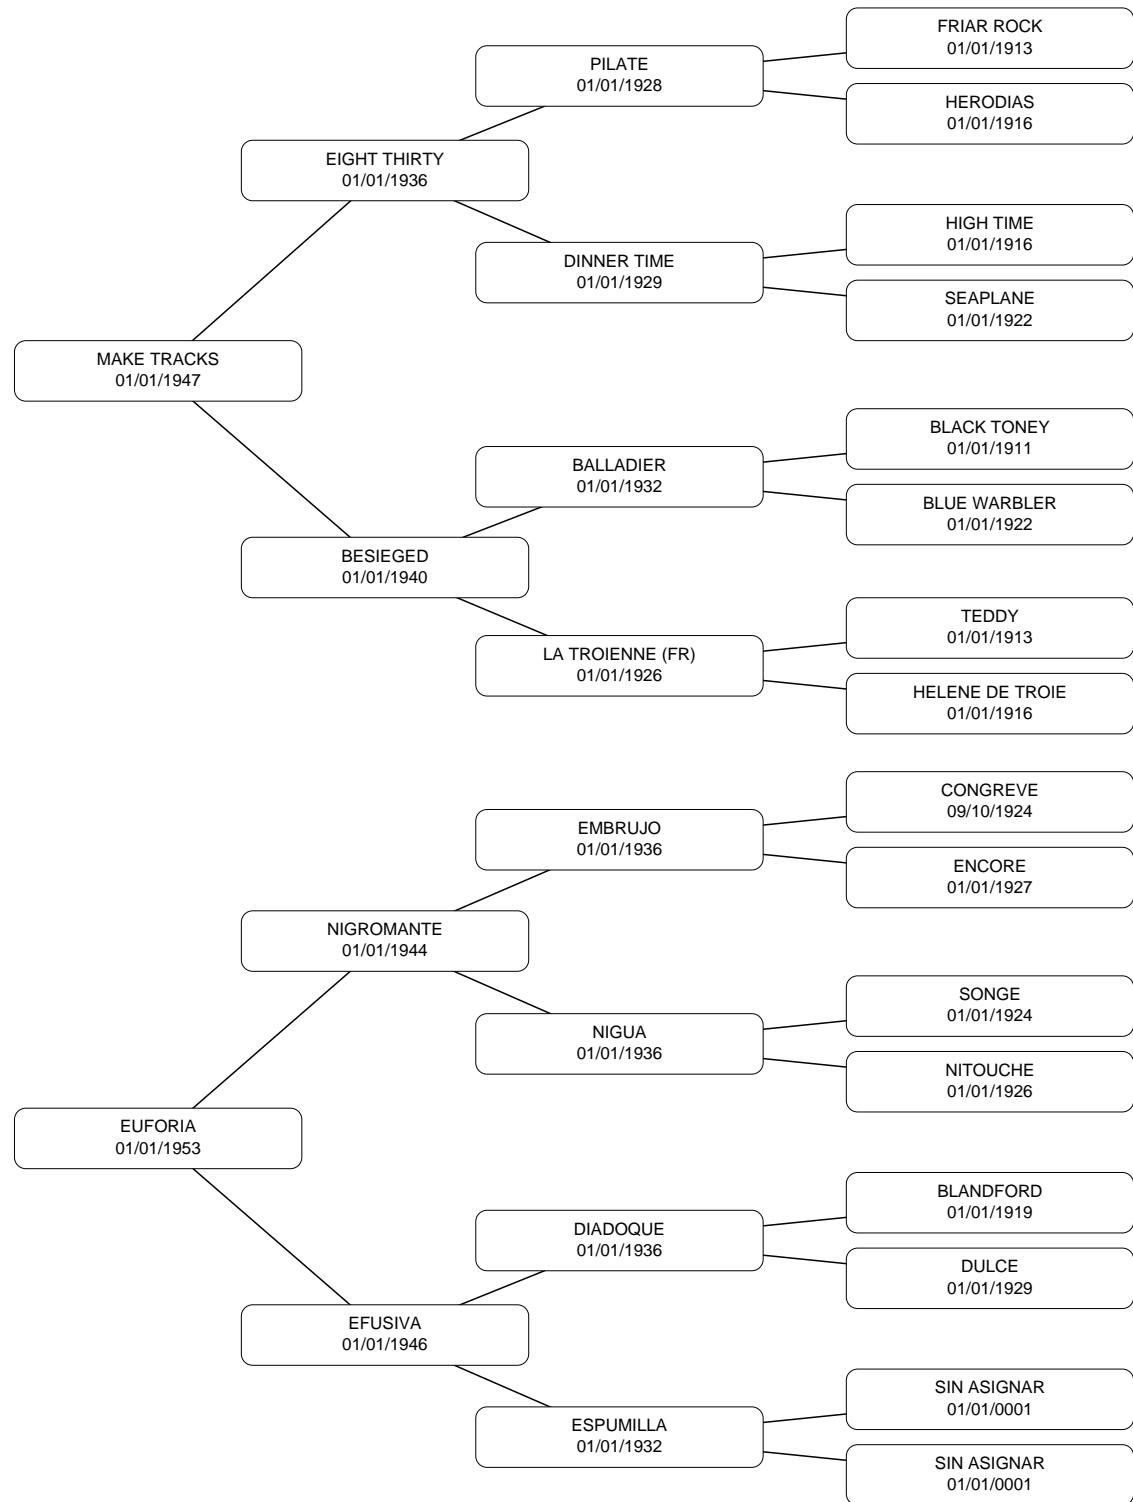 FRIAR ROCK
01/01/1913
PILATE
01/01/1928
HERODIAS
01/01/1916
EIGHT THIRTY
01/01/1936
HIGH TIME
01/01/1916
DINNER TIME
01/01/1929
SEAPLANE
01/01/1922
MAKE TRACKS
01/01/1947
BLACK TONEY
01/01/1911
BALLADIER
01/01/1932
BLUE WARBLER
01/01/1922
BESIEGED
01/01/1940
TEDDY
01/01/1913
LA TROIENNE (FR)
01/01/1926
HELENE DE TROIE
01/01/1916
CONGREVE
09/10/1924
EMBRUJO
01/01/1936
ENCORE
01/01/1927
NIGROMANTE
01/01/1944
SONGE
01/01/1924
NIGUA
01/01/1936
NITOUCHE
01/01/1926
EUFORIA
01/01/1953
BLANDFORD
01/01/1919
DIADOQUE
01/01/1936
DULCE
01/01/1929
EFUSIVA
01/01/1946
SIN ASIGNAR
01/01/0001
ESPUMILLA
01/01/1932
SIN ASIGNAR
01/01/0001